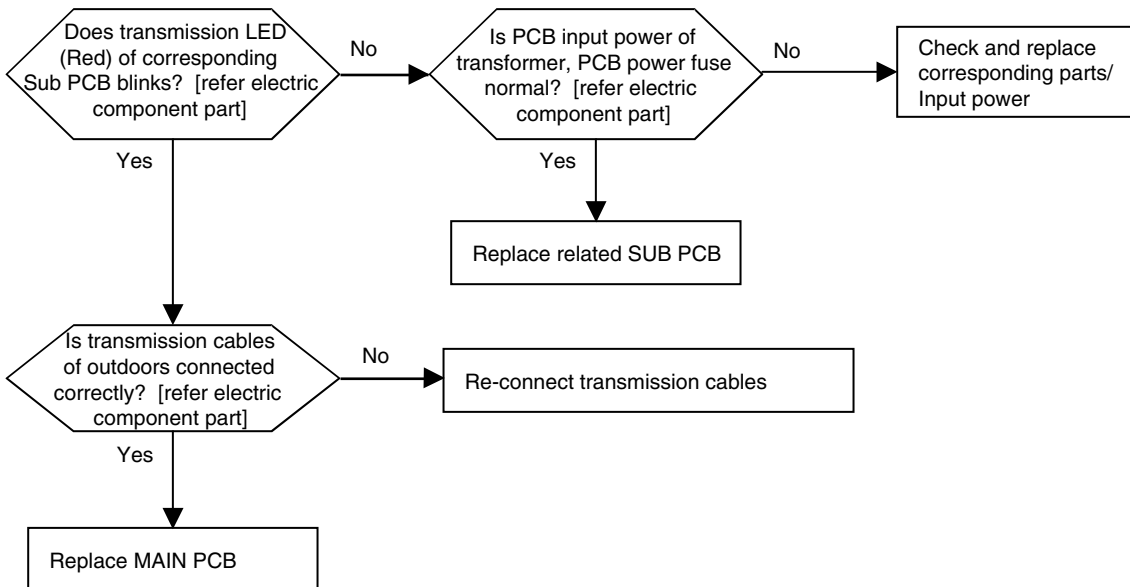 Does transmission LED
(Red) of corresponding
Sub PCB blinks? [refer electric
component part]
No
Is PCB input power of
transformer, PCB power fuse
normal? [refer electric
component part]
No
Check and replace
corresponding parts/
Input power
Yes
Yes
Replace related SUB PCB
Is transmission cables
of outdoors connected
correctly? [refer electric
component part]
No
Re-connect transmission cables
Yes
Replace MAIN PCB